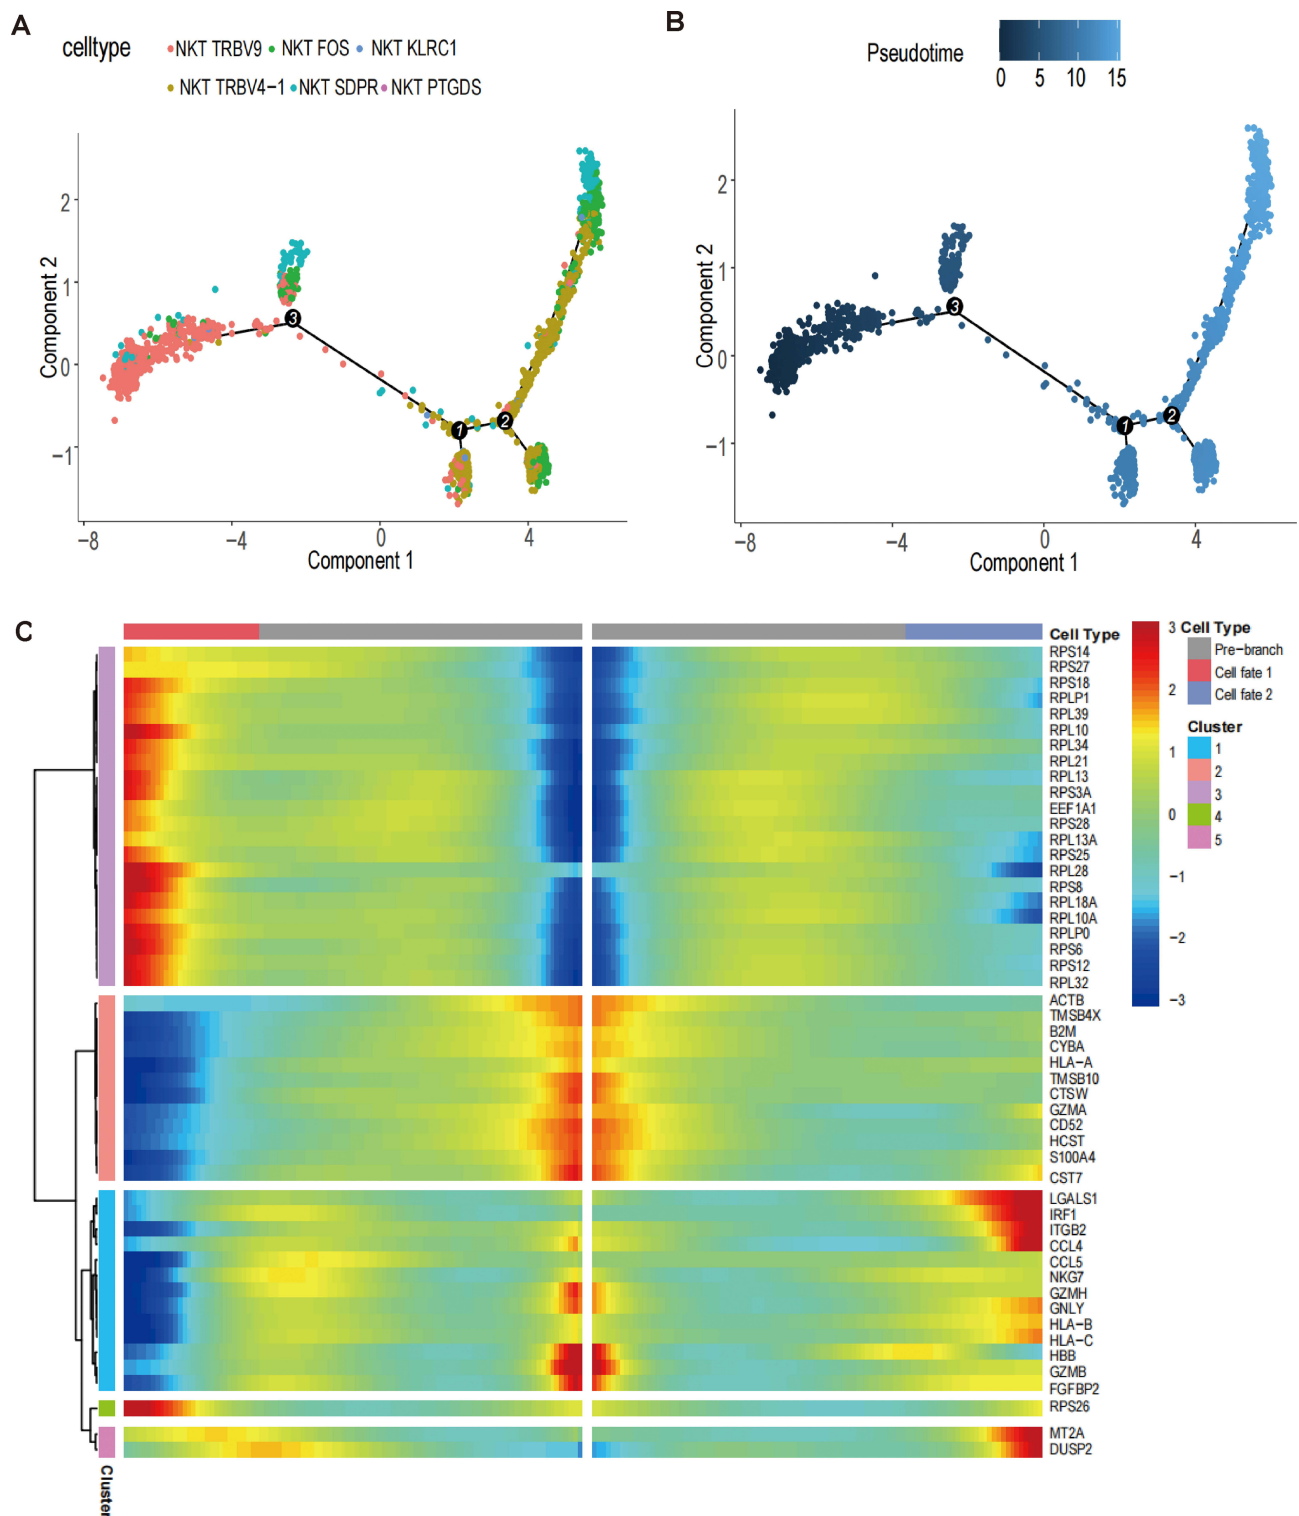 A
celltype
NKT TRBV9 NKT FOS NKT KLRC1
NKT TRBV4−1 NKT SDPR NKT PTGDS
Component 2
2
1
0
−1
3
1
2
−8 −4 0 4
Component 1
B
Pseudotime
0 5 10 15
Component 2
2
1
0
−1
3
1
2
−8 −4 0 4
Component 1
C
Cell Type
RPS14
RPS27
RPS18
RPLP1
RPL39
RPL10
RPL34
RPL21
RPL13
RPS3A
EEF1A1
RPS28
RPL13A
RPS25
RPL28
RPS8
RPL18A
RPL10A
RPLP0
RPS6
RPS12
RPL32
ACTB
TMSB4X
B2M
CYBA
HLA−A
TMSB10
CTSW
GZMA
CD52
HCST
S100A4
CST7
LGALS1
IRF1
ITGB2
CCL4
CCL5
NKG7
GZMH
GNLY
HLA−B
HLA−C
HBB
GZMB
FGFBP2
RPS26
MT2A
DUSP2
3
2
1
0
−1
−2
−3
Cell Type
Pre−branch
Cell fate 1
Cell fate 2
Cluster
1
2
3
4
5
Cluster